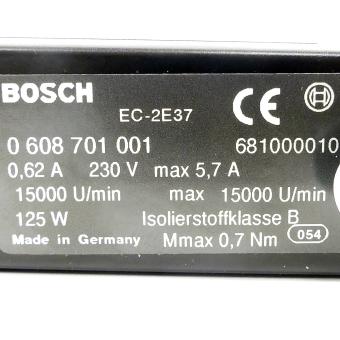 BOSCH
EC-2E37
CE
0 608 701 001 681000010
0,62 A 230 V max 5,7 A
15000 U/min max 15000 U/min
125 W Isolierstoffklasse B
Made in Germany Mmax 0,7 Nm 054